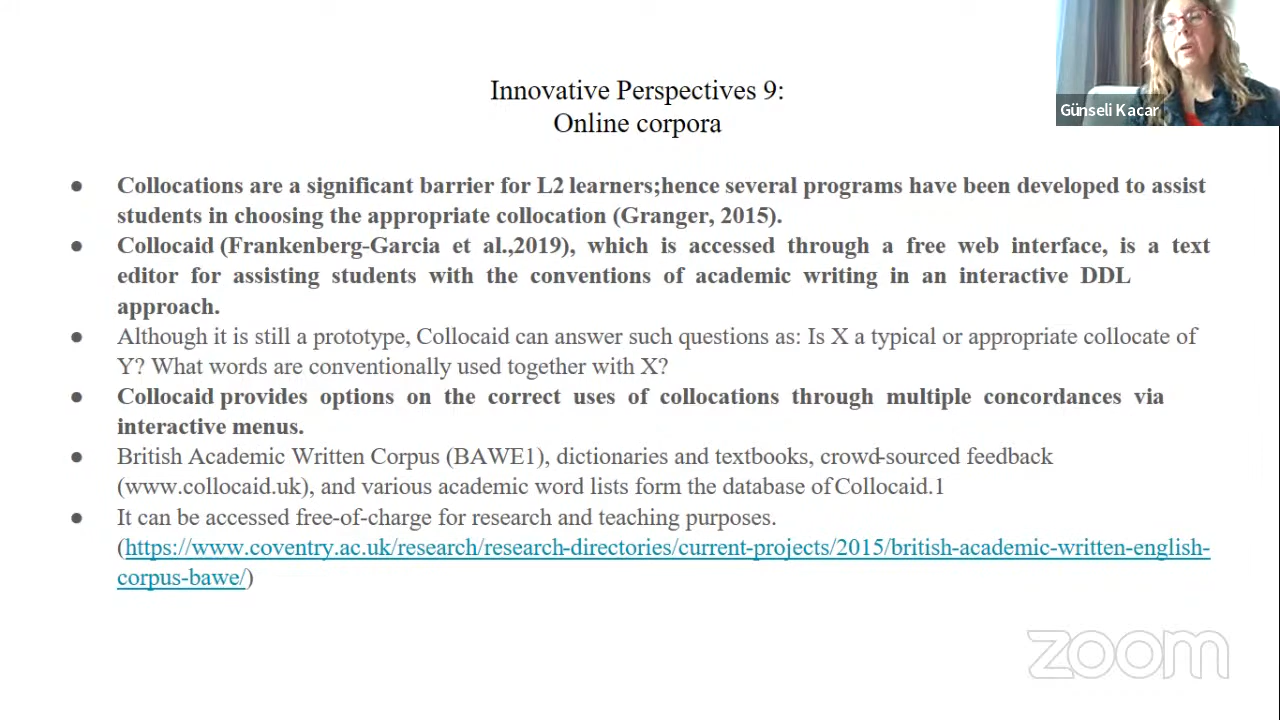 Innovative Perspectives 9:
Online corpora
Günseli Kacar
● Collocations are a significant barrier for L2 learners;hence several programs have been developed to assist
students in choosing the appropriate collocation (Granger, 2015).
● Collocaid (Frankenberg-Garcia et al.,2019), which is accessed through a free web interface, is a text
editor for assisting students with the conventions of academic writing in an interactive DDL
approach.
● Although it is still a prototype, Collocaid can answer such questions as: Is X a typical or appropriate collocate of
Y? What words are conventionally used together with X?
● Collocaid provides options on the correct uses of collocations through multiple concordances via
interactive menus.
● British Academic Written Corpus (BAWE1), dictionaries and textbooks, crowd-sourced feedback
(www.collocaid.uk), and various academic word lists form the database of Collocaid.1
● It can be accessed free-of-charge for research and teaching purposes.
(https://www.coventry.ac.uk/research/research-directories/current-projects/2015/british-academic-written-english-
corpus-bawe/)
zoom